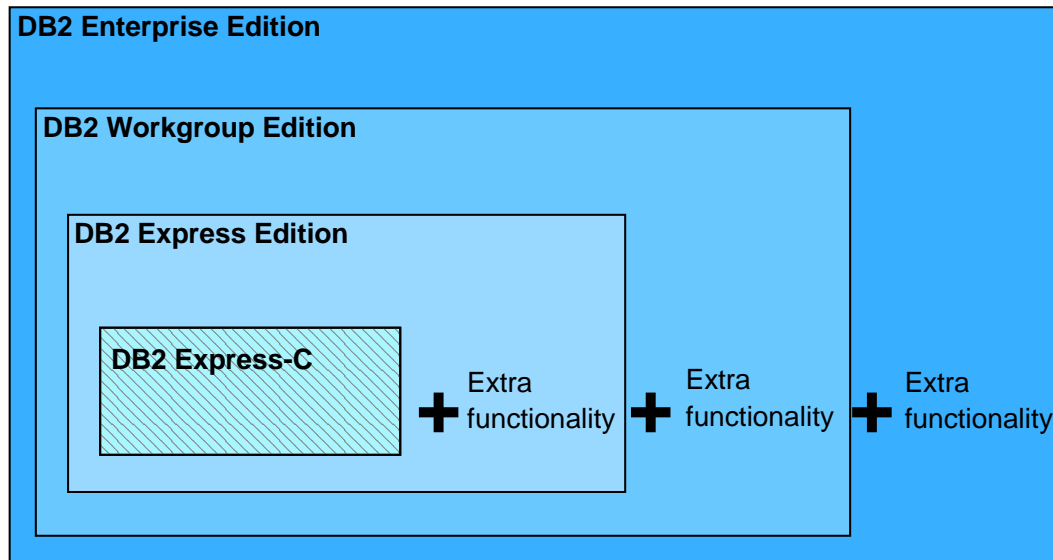 DB2 Enterprise Edition
DB2 Workgroup Edition
DB2 Express Edition
DB2 Express-C
Extra
functionality
Extra
functionality
Extra
functionality